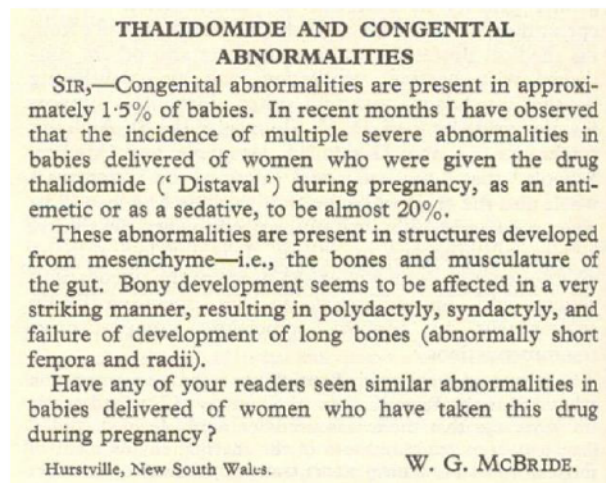 THALIDOMIDE AND CONGENITAL
ABNORMALITIES
SIR,—Congenital abnormalities are present in approxi-
mately 1·5% of babies. In recent months I have observed
that the incidence of multiple severe abnormalities in
babies delivered of women who were given the drug
thalidomide (‘ Distaval ’) during pregnancy, as an anti-
emetic or as a sedative, to be almost 20%.
These abnormalities are present in structures developed
from mesenchyme—i.e., the bones and musculature of
the gut. Bony development seems to be affected in a very
striking manner, resulting in polydactyly, syndactyly, and
failure of development of long bones (abnormally short
femora and radii).
Have any of your readers seen similar abnormalities in
babies delivered of women who have taken this drug
during pregnancy ?
Hurstville, New South Wales. W. G. MCBRIDE.